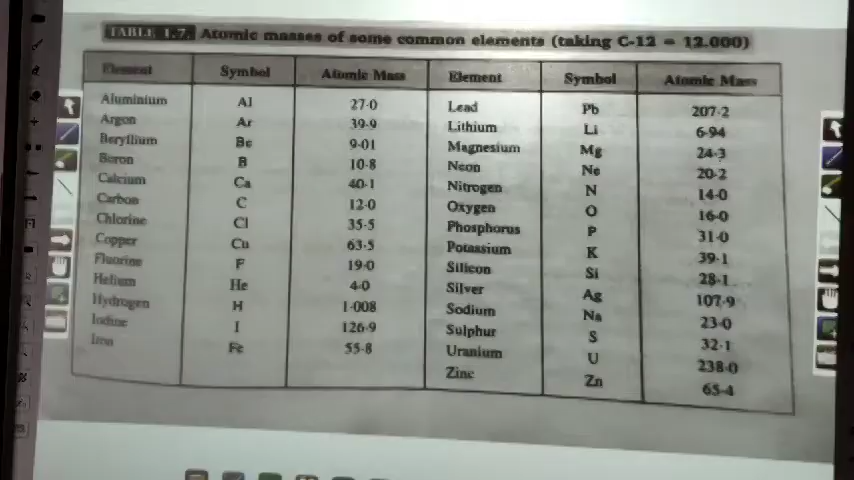 TABLE 1.7. Atomic masses of some common elements (taking C-12 = 12.000)
Element Symbol Atomic Mass Element Symbol Atomic Mass
Aluminium Al 27·0 Lead Pb 207·2
Argon Ar 39·9 Lithium Li 6·94
Beryllium Be 9·01 Magnesium Mg 24·3
Boron B 10·8 Neon Ne 20·2
Calcium Ca 40·1 Nitrogen N 14·0
Carbon C 12·0 Oxygen O 16·0
Chlorine Cl 35·5 Phosphorus P 31·0
Copper Cu 63·5 Potassium K 39·1
Fluorine F 19·0 Silicon Si 28·1
Helium He 4·0 Silver Ag 107·9
Hydrogen H 1·008 Sodium Na 23·0
Iodine I 126·9 Sulphur S 32·1
Iron Fe 55·8 Uranium U 238·0
Zinc Zn 65·4